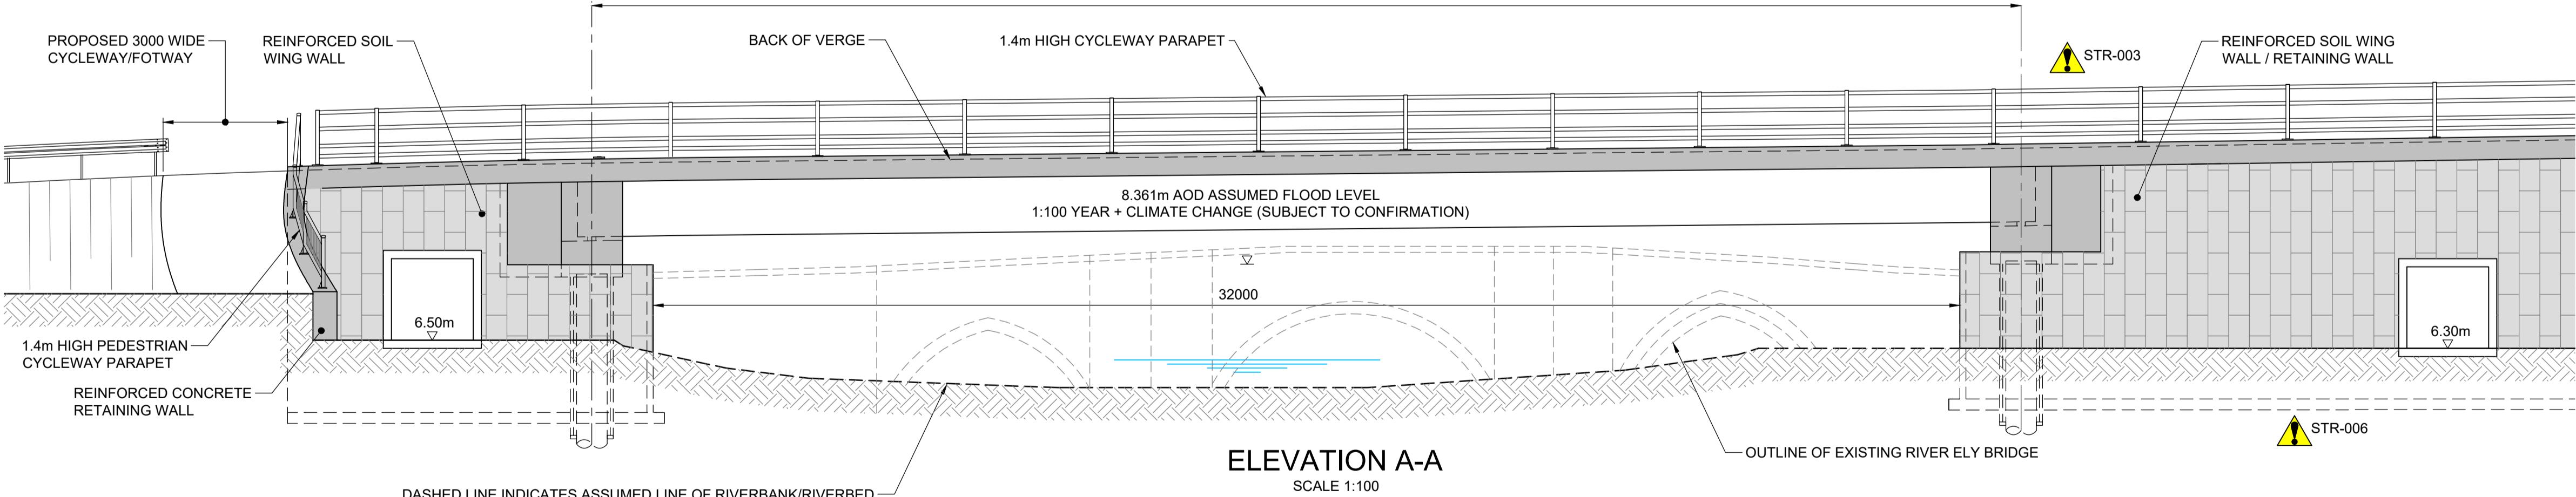 PROPOSED 3000 WIDE
CYCLEWAY/FOTWAY
REINFORCED SOIL
WING WALL
BACK OF VERGE
1.4m HIGH CYCLEWAY PARAPET
STR-003
REINFORCED SOIL WING
WALL / RETAINING WALL
8.361m AOD ASSUMED FLOOD LEVEL
1:100 YEAR + CLIMATE CHANGE (SUBJECT TO CONFIRMATION)
32000
6.50m
6.30m
1.4m HIGH PEDESTRIAN
CYCLEWAY PARAPET
REINFORCED CONCRETE
RETAINING WALL
STR-006
OUTLINE OF EXISTING RIVER ELY BRIDGE
ELEVATION A-A
SCALE 1:100
DASHED LINE INDICATES ASSUMED LINE OF RIVERBANK/RIVERBED